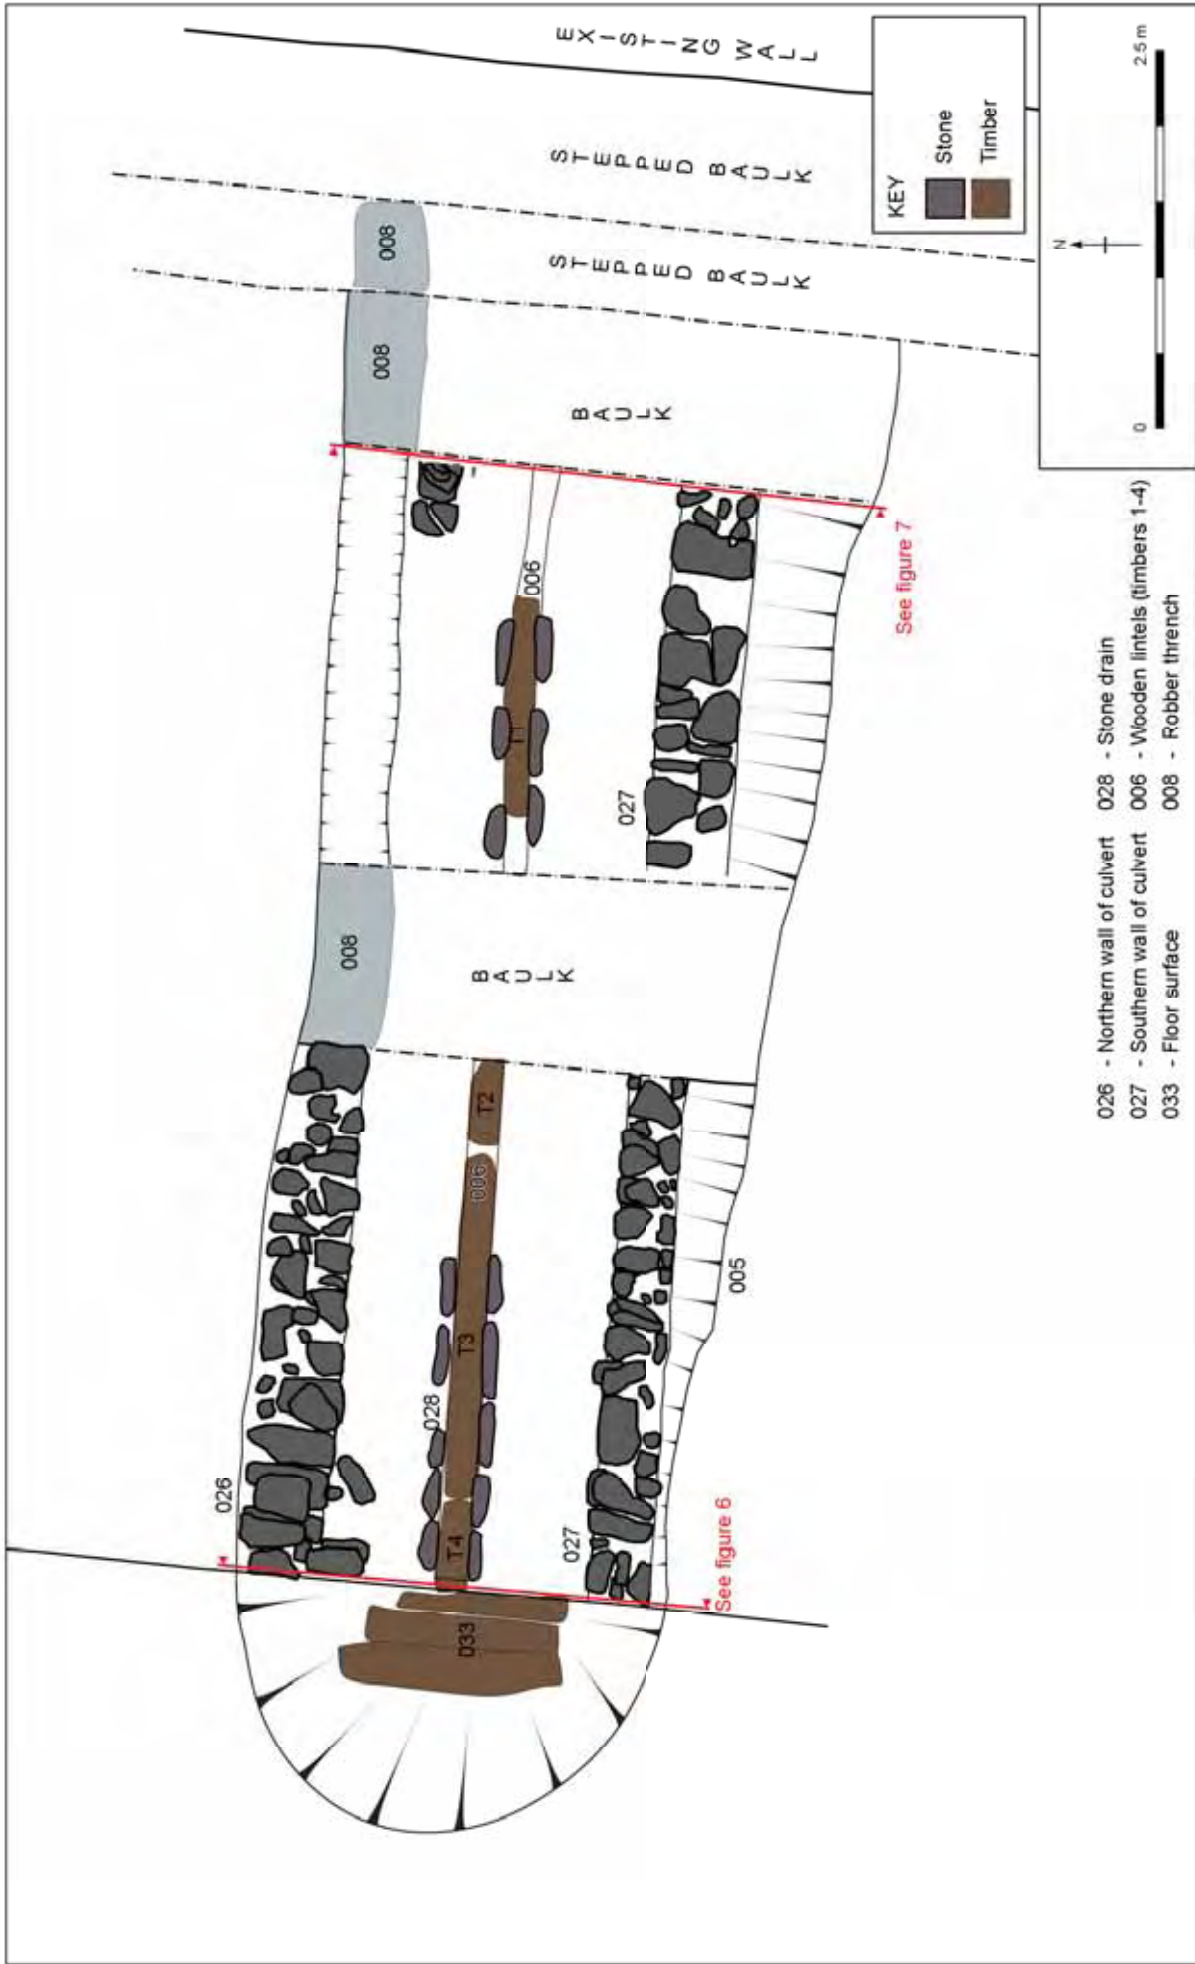 EXISTING WALL
STEPPED BAULK
STEPPED BAULK
BAULK
BAULK
008
008
008
006
T1
027
See figure 7
T2
006
T3
028
T4
026
027
005
033
See figure 6
KEY
Stone
Timber
N
0
2.5 m
026 - Northern wall of culvert 028 - Stone drain
027 - Southern wall of culvert 006 - Wooden lintels (timbers 1-4)
033 - Floor surface 008 - Robber thrench